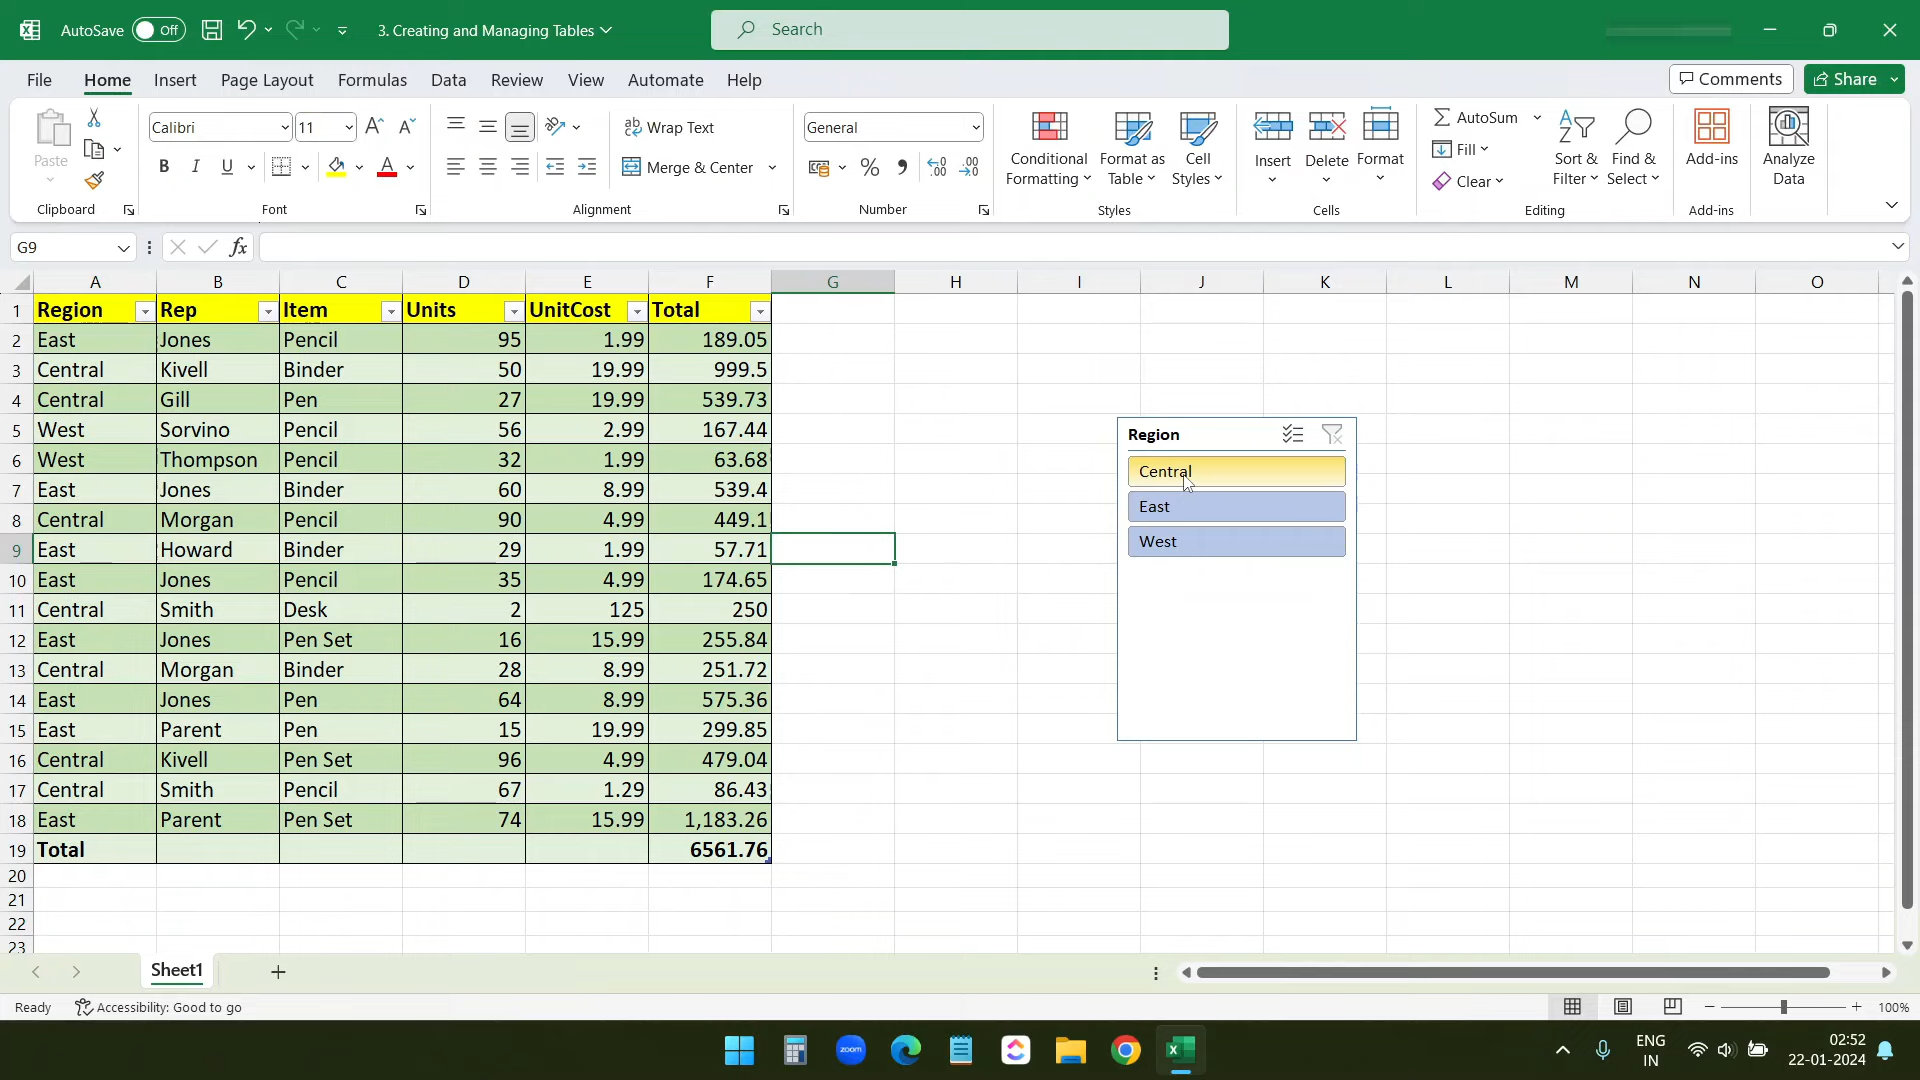 AutoSave Off 3. Creating and Managing Tables Search
File Home Insert Page Layout Formulas Data Review View Automate Help Comments Share
Paste Calibri 11 Wrap Text General Conditional Formatting Format as Table Cell Styles Insert Delete Format AutoSum Sort & Filter Find & Select Add-ins Analyze Data
B I U Merge & Center % Fill
Clear
Clipboard Font Alignment Number Styles Cells Editing Add-ins
G9 fx
A B C D E F G H I J K L M N O
1 Region Rep Item Units UnitCost Total
2 East Jones Pencil 95 1.99 189.05
3 Central Kivell Binder 50 19.99 999.5
4 Central Gill Pen 27 19.99 539.73
5 West Sorvino Pencil 56 2.99 167.44
6 West Thompson Pencil 32 1.99 63.68
7 East Jones Binder 60 8.99 539.4
8 Central Morgan Pencil 90 4.99 449.1
9 East Howard Binder 29 1.99 57.71
10 East Jones Pencil 35 4.99 174.65
11 Central Smith Desk 2 125 250
12 East Jones Pen Set 16 15.99 255.84
13 Central Morgan Binder 28 8.99 251.72
14 East Jones Pen 64 8.99 575.36
15 East Parent Pen 15 19.99 299.85
16 Central Kivell Pen Set 96 4.99 479.04
17 Central Smith Pencil 67 1.29 86.43
18 East Parent Pen Set 74 15.99 1,183.26
19 Total 6561.76
20
21
22
23
Region
Central
East
West
Sheet1
Ready Accessibility: Good to go 100%
zoom ENG IN 02:52 22-01-2024